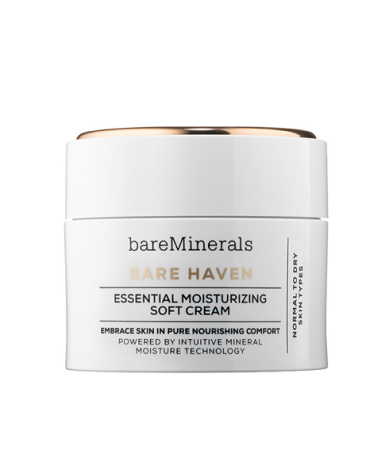 bareMinerals
BARE HAVEN
ESSENTIAL MOISTURIZING
SOFT CREAM
EMBRACE SKIN IN PURE NOURISHING COMFORT
POWERED BY INTUITIVE MINERAL
MOISTURE TECHNOLOGY
NORMAL TO DRY
SKIN TYPES